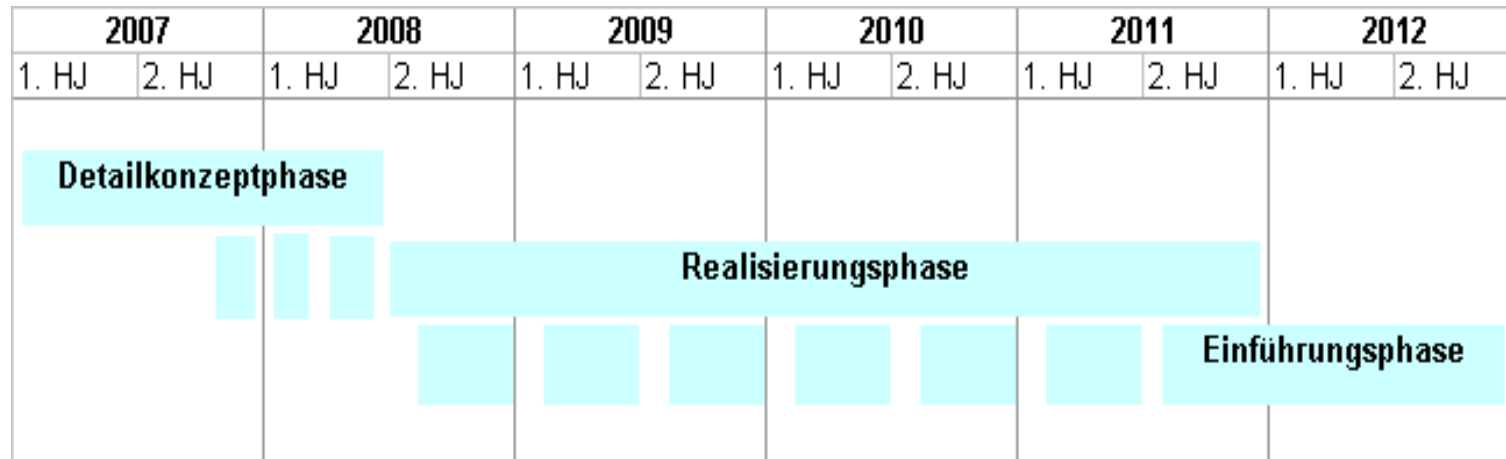 2007 2008 2009 2010 2011 2012
1. HJ 2. HJ 1. HJ 2. HJ 1. HJ 2. HJ 1. HJ 2. HJ 1. HJ 2. HJ 1. HJ 2. HJ
Detailkonzeptphase
Realisierungsphase
Einführungsphase